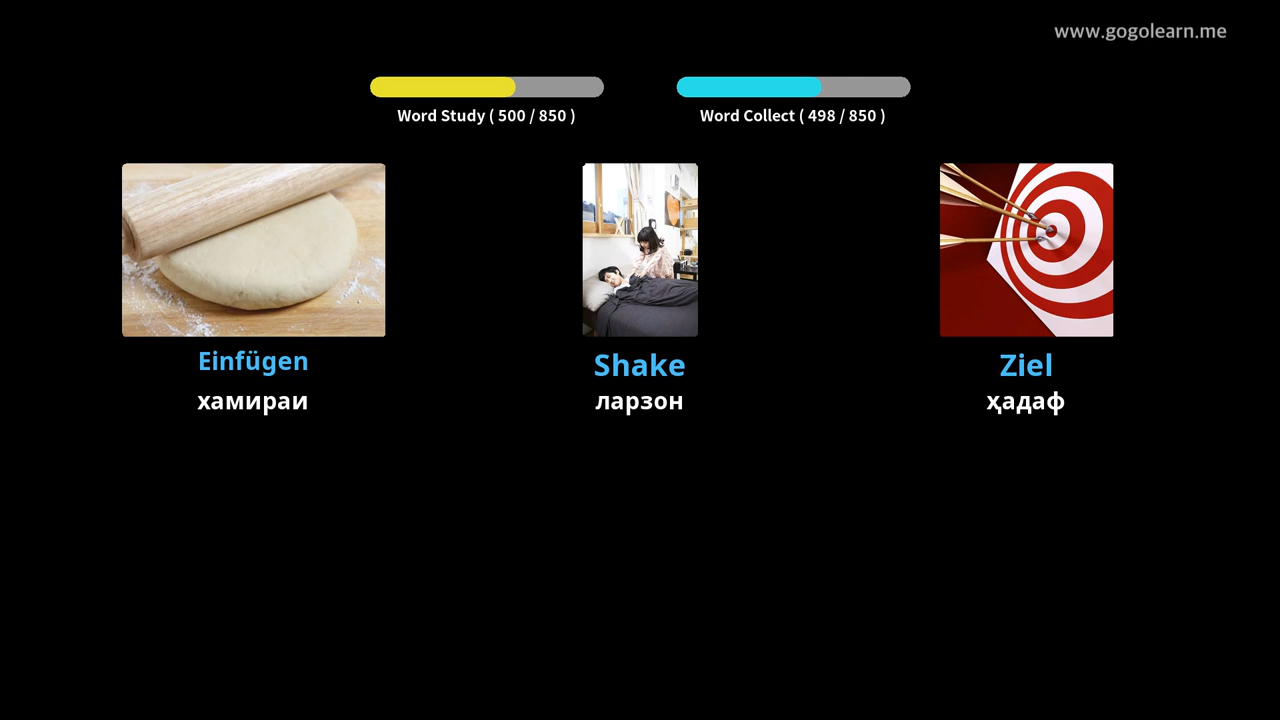 www.gogolearn.me
Word Study ( 500 / 850 )
Word Collect ( 498 / 850 )
Einfügen
хамираи
Shake
ларзон
Ziel
ҳадаф